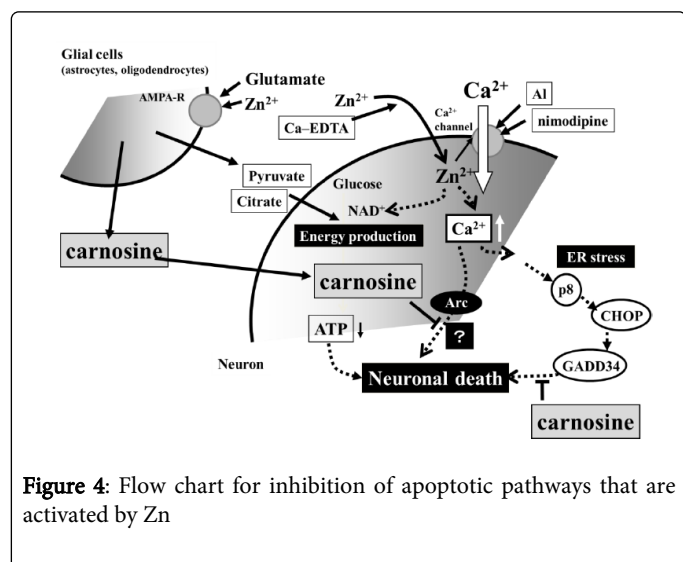 Glial cells
(astrocytes, oligodendrocytes)
AMPA-R
Glutamate
Zn²⁺
Zn²⁺
Ca–EDTA
Ca²⁺
Ca²⁺
channel
Al
nimodipine
Pyruvate
Citrate
Glucose
NAD⁺
Energy production
Zn²⁺
Ca²⁺
ER stress
carnosine
carnosine
Arc
p8
CHOP
ATP
?
GADD34
Neuron
Neuronal death
carnosine
Figure 4: Flow chart for inhibition of apoptotic pathways that are
activated by Zn